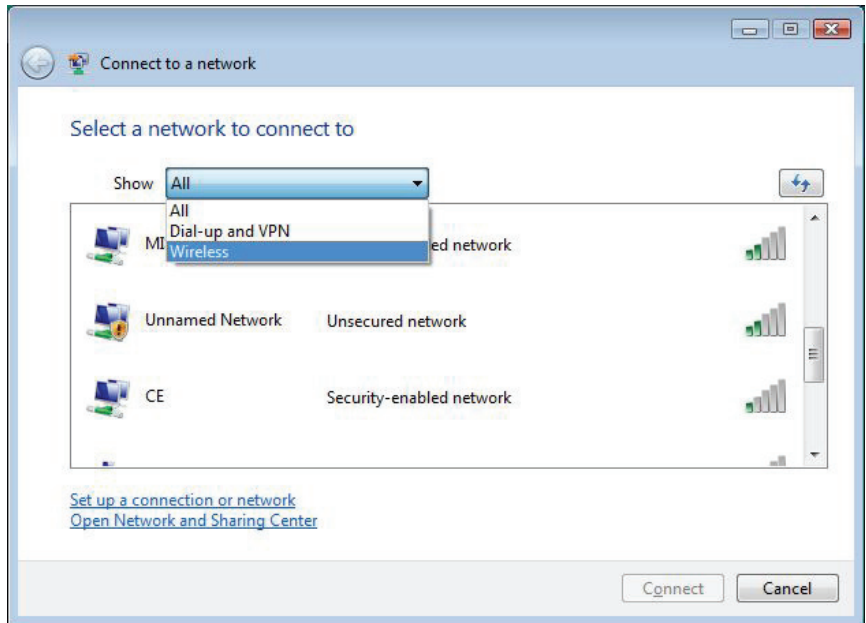 Connect to a network
Select a network to connect to
Show All
All
Dial-up and VPN
Wireless
MI ed network
Unnamed Network Unsecured network
CE Security-enabled network
Set up a connection or network
Open Network and Sharing Center
Connect Cancel